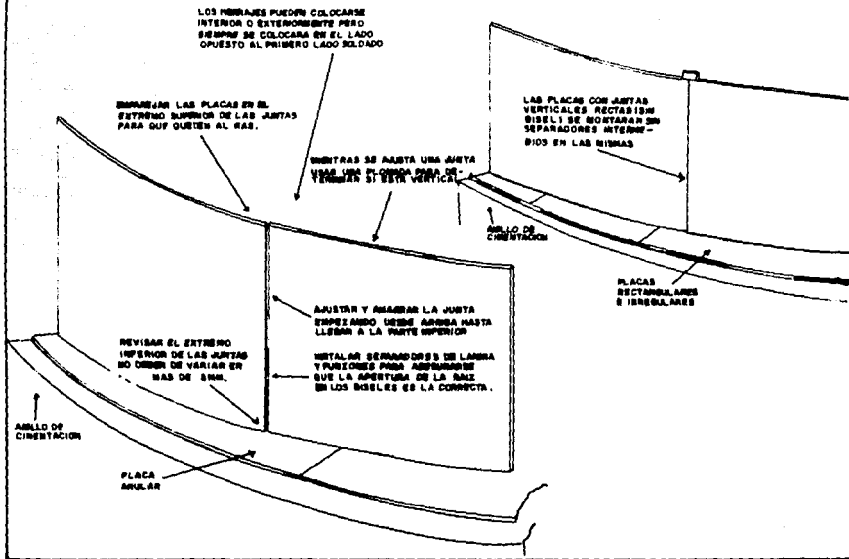 LOS HERRAJES PUEDEN COLOCARSE
INTERIOR O EXTERIORMENTE PERO
SIEMPRE SE COLOCARA EN EL LADO
OPUESTO AL PRIMERO LADO SOLDADO
EMPAREJAR LAS PLACAS EN EL
EXTREMO SUPERIOR DE LAS JUNTAS
PARA QUE QUEDEN AL RAS.
MIENTRAS SE AJUSTA UNA JUNTA
USAR UNA PLOMADA PARA DE-
TERMINAR SI ESTA VERTICAL
LAS PLACAS CON JUNTAS
VERTICALES RECTAS (SIN
BISEL) SE MONTARAN SIN
SEPARADORES INTERME-
DIOS EN LAS MISMAS
ANILLO DE
CIMENTACION
PLACAS
RECTANGULARES
E IRREGULARES
AJUSTAR Y AMARRAR LA JUNTA
EMPEZANDO DESDE ARRIBA HASTA
LLEGAR A LA PARTE INFERIOR
REVISAR EL EXTREMO
INFERIOR DE LAS JUNTAS
NO DEBEN DE VARIAR EN
MAS DE
INSTALAR SEPARADORES DE LAMINA
Y PUNZONES PARA ASEGURARSE
QUE LA APERTURA DE LA RAIZ
EN LOS BISELES ES LA CORRECTA.
ANILLO DE
CIMENTACION
PLACA
ANULAR